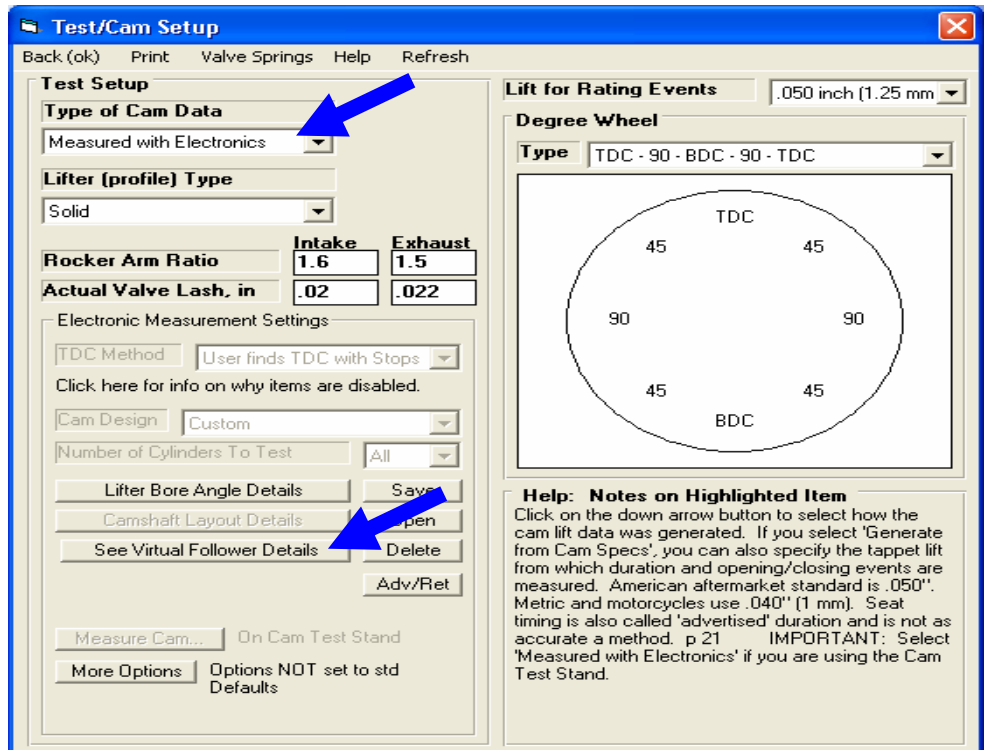 Test/Cam Setup
Back (ok) Print Valve Springs Help Refresh
Test Setup
Type of Cam Data
Measured with Electronics
Lifter (profile) Type
Solid
Intake Exhaust
Rocker Arm Ratio 1.6 1.5
Actual Valve Lash, in .02 .022
Electronic Measurement Settings
TDC Method User finds TDC with Stops
Click here for info on why items are disabled.
Cam Design Custom
Number of Cylinders To Test All
Lifter Bore Angle Details Save
Camshaft Layout Details Open
See Virtual Follower Details Delete
Adv/Ret
Measure Cam... On Cam Test Stand
More Options Options NOT set to std
Defaults
Lift for Rating Events .050 inch (1.25 mm
Degree Wheel
Type TDC - 90 - BDC - 90 - TDC
TDC
45 45
90 90
45 45
BDC
Help: Notes on Highlighted Item
Click on the down arrow button to select how the
cam lift data was generated. If you select 'Generate
from Cam Specs', you can also specify the tappet lift
from which duration and opening/closing events are
measured. American aftermarket standard is .050''.
Metric and motorcycles use .040'' (1 mm). Seat
timing is also called 'advertised' duration and is not as
accurate a method. p 21 IMPORTANT: Select
'Measured with Electronics' if you are using the Cam
Test Stand.